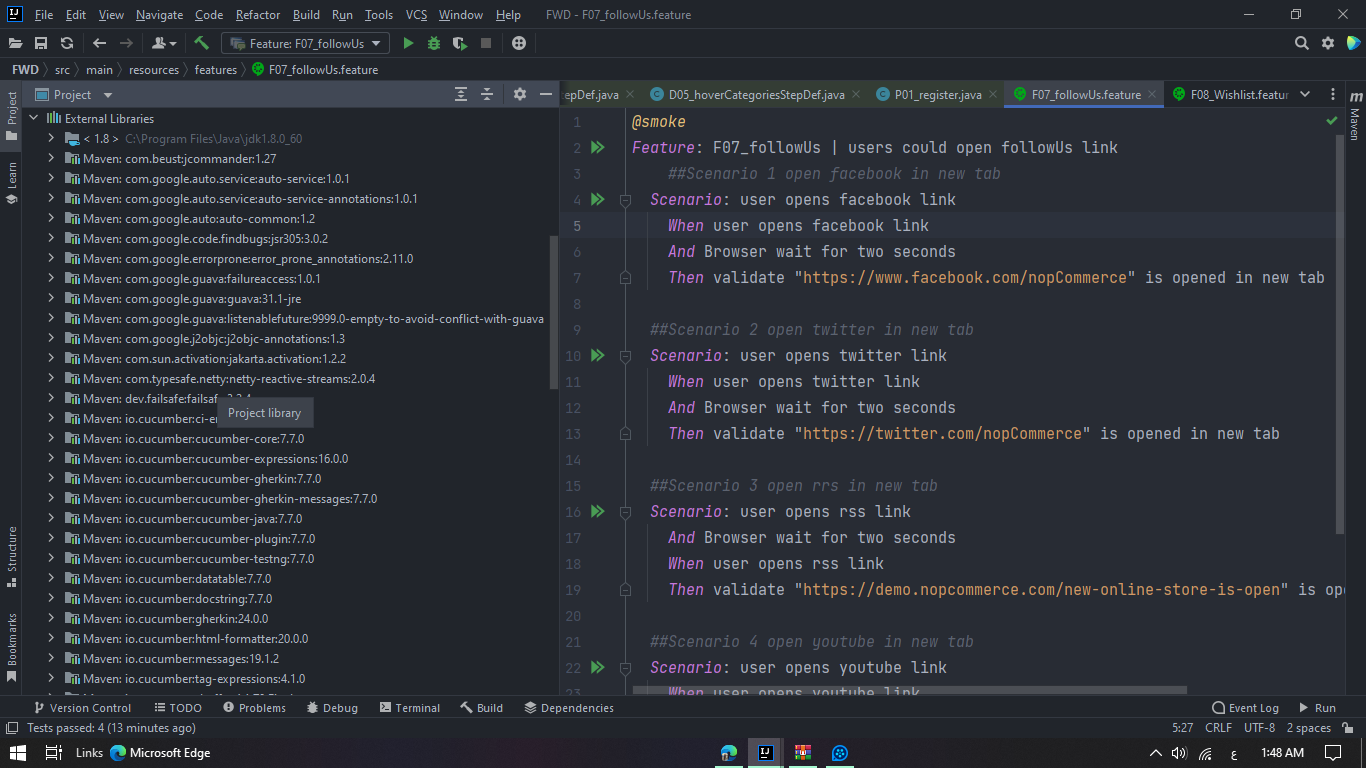 File Edit View Navigate Code Refactor Build Run Tools VCS Window Help FWD - F07_followUs.feature
Feature: F07_followUs
FWD src main resources features F07_followUs.feature
Project
Project
Learn
Structure
Bookmarks
External Libraries
< 1.8 > C:\Program Files\Java\jdk1.8.0_60
Maven: com.beust:jcommander:1.27
Maven: com.google.auto.service:auto-service:1.0.1
Maven: com.google.auto.service:auto-service-annotations:1.0.1
Maven: com.google.auto:auto-common:1.2
Maven: com.google.code.findbugs:jsr305:3.0.2
Maven: com.google.errorprone:error_prone_annotations:2.11.0
Maven: com.google.guava:failureaccess:1.0.1
Maven: com.google.guava:guava:31.1-jre
Maven: com.google.guava:listenablefuture:9999.0-empty-to-avoid-conflict-with-guava
Maven: com.google.j2objc:j2objc-annotations:1.3
Maven: com.sun.activation:jakarta.activation:1.2.2
Maven: com.typesafe.netty:netty-reactive-streams:2.0.4
Maven: dev.failsafe:failsafe
Project library
Maven: io.cucumber:ci-en
Maven: io.cucumber:cucumber-core:7.7.0
Maven: io.cucumber:cucumber-expressions:16.0.0
Maven: io.cucumber:cucumber-gherkin:7.7.0
Maven: io.cucumber:cucumber-gherkin-messages:7.7.0
Maven: io.cucumber:cucumber-java:7.7.0
Maven: io.cucumber:cucumber-plugin:7.7.0
Maven: io.cucumber:cucumber-testng:7.7.0
Maven: io.cucumber:datatable:7.7.0
Maven: io.cucumber:docstring:7.7.0
Maven: io.cucumber:gherkin:24.0.0
Maven: io.cucumber:html-formatter:20.0.0
Maven: io.cucumber:messages:19.1.2
Maven: io.cucumber:tag-expressions:4.1.0
epDef.java D05_hoverCategoriesStepDef.java P01_register.java F07_followUs.feature F08_Wishlist.featur
m
Maven
1 @smoke
2 Feature: F07_followUs | users could open followUs link
3 ##Scenario 1 open facebook in new tab
4 Scenario: user opens facebook link
5 When user opens facebook link
6 And Browser wait for two seconds
7 Then validate "https://www.facebook.com/nopCommerce" is opened in new tab
8
9 ##Scenario 2 open twitter in new tab
10 Scenario: user opens twitter link
11 When user opens twitter link
12 And Browser wait for two seconds
13 Then validate "https://twitter.com/nopCommerce" is opened in new tab
14
15 ##Scenario 3 open rrs in new tab
16 Scenario: user opens rss link
17 And Browser wait for two seconds
18 When user opens rss link
19 Then validate "https://demo.nopcommerce.com/new-online-store-is-open" is ope
20
21 ##Scenario 4 open youtube in new tab
22 Scenario: user opens youtube link
23 When user opens youtube link
Version Control TODO Problems Debug Terminal Build Dependencies Event Log Run
Tests passed: 4 (13 minutes ago) 5:27 CRLF UTF-8 2 spaces
Links Microsoft Edge ع 1:48 AM